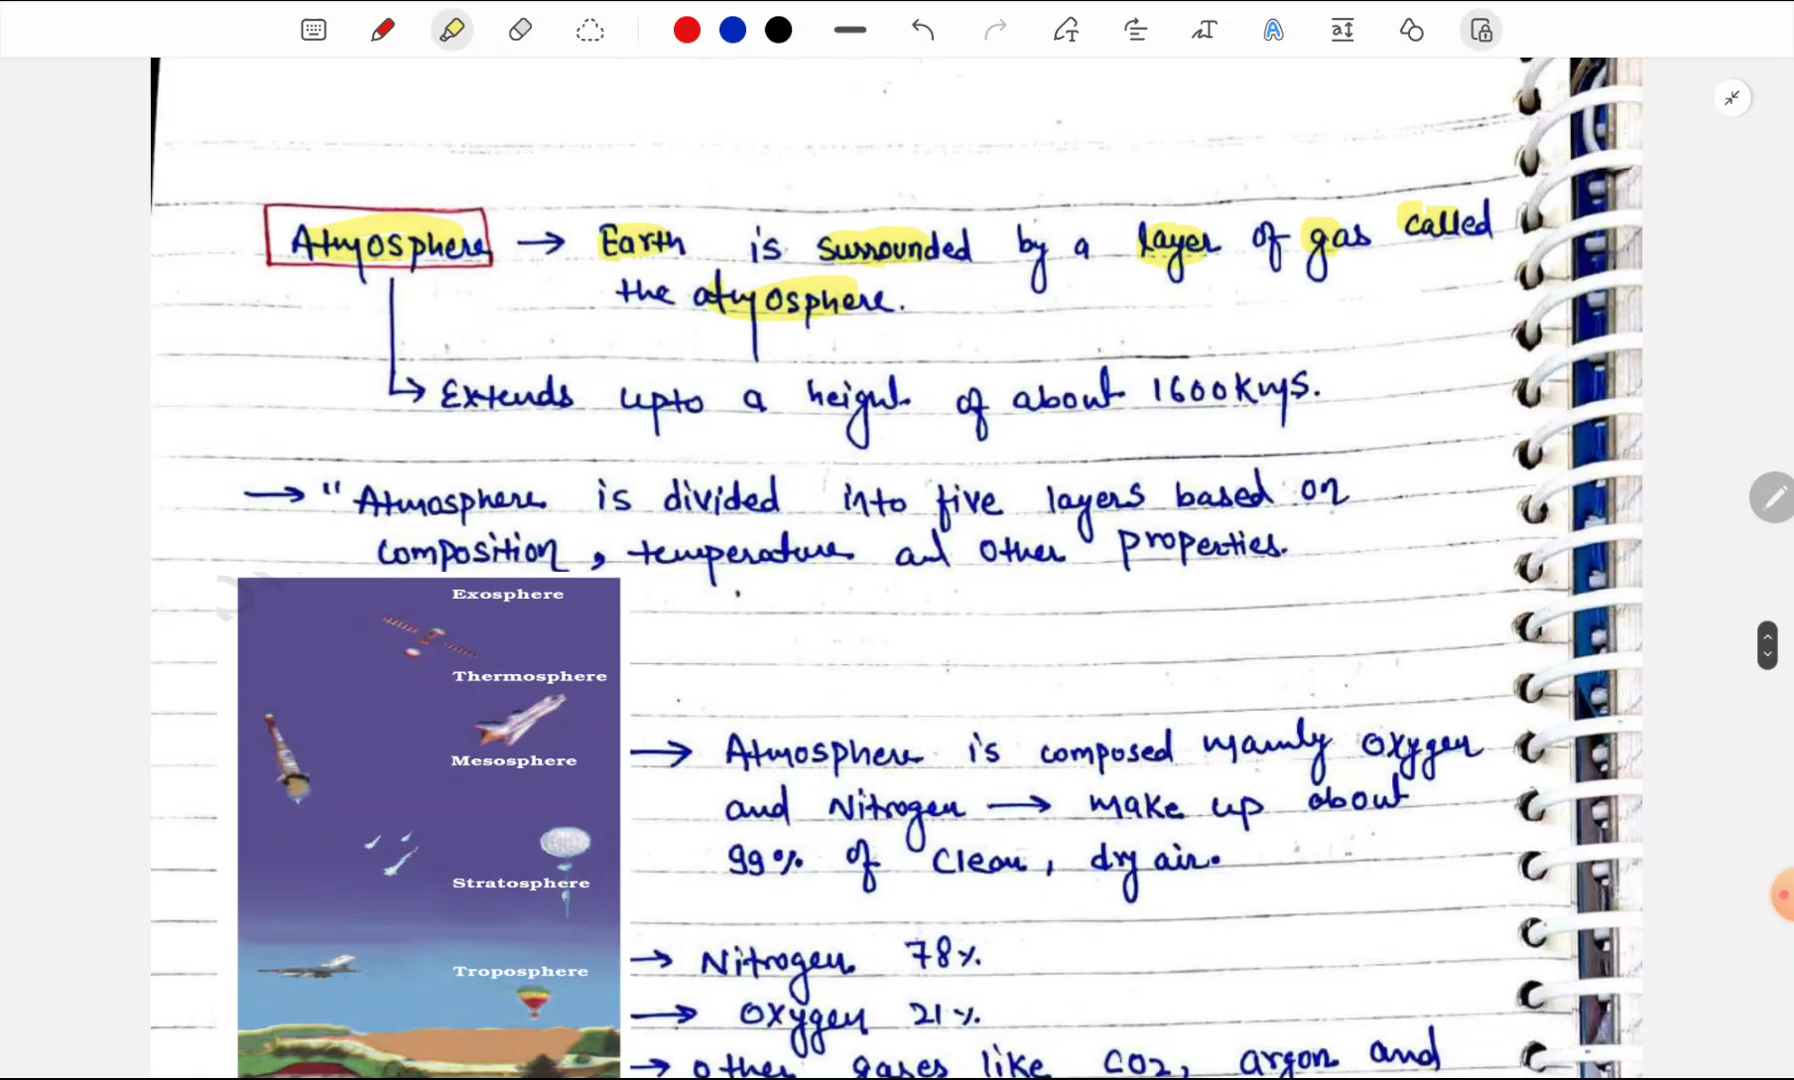 Atmosphere → Earth is surrounded by a layer of gas called
the atmosphere.
↳ Extends upto a height of about 1600Kms.
→ "Atmosphere is divided into five layers based on
composition, temperature and other properties.
Exosphere
Thermosphere
Mesosphere
Stratosphere
Troposphere
→ Atmosphere is composed mainly oxygen
and Nitrogen → make up about
99% of Clean, dry air.
→ Nitrogen 78%.
→ Oxygen 21%.
→ other gases like CO2, argon and